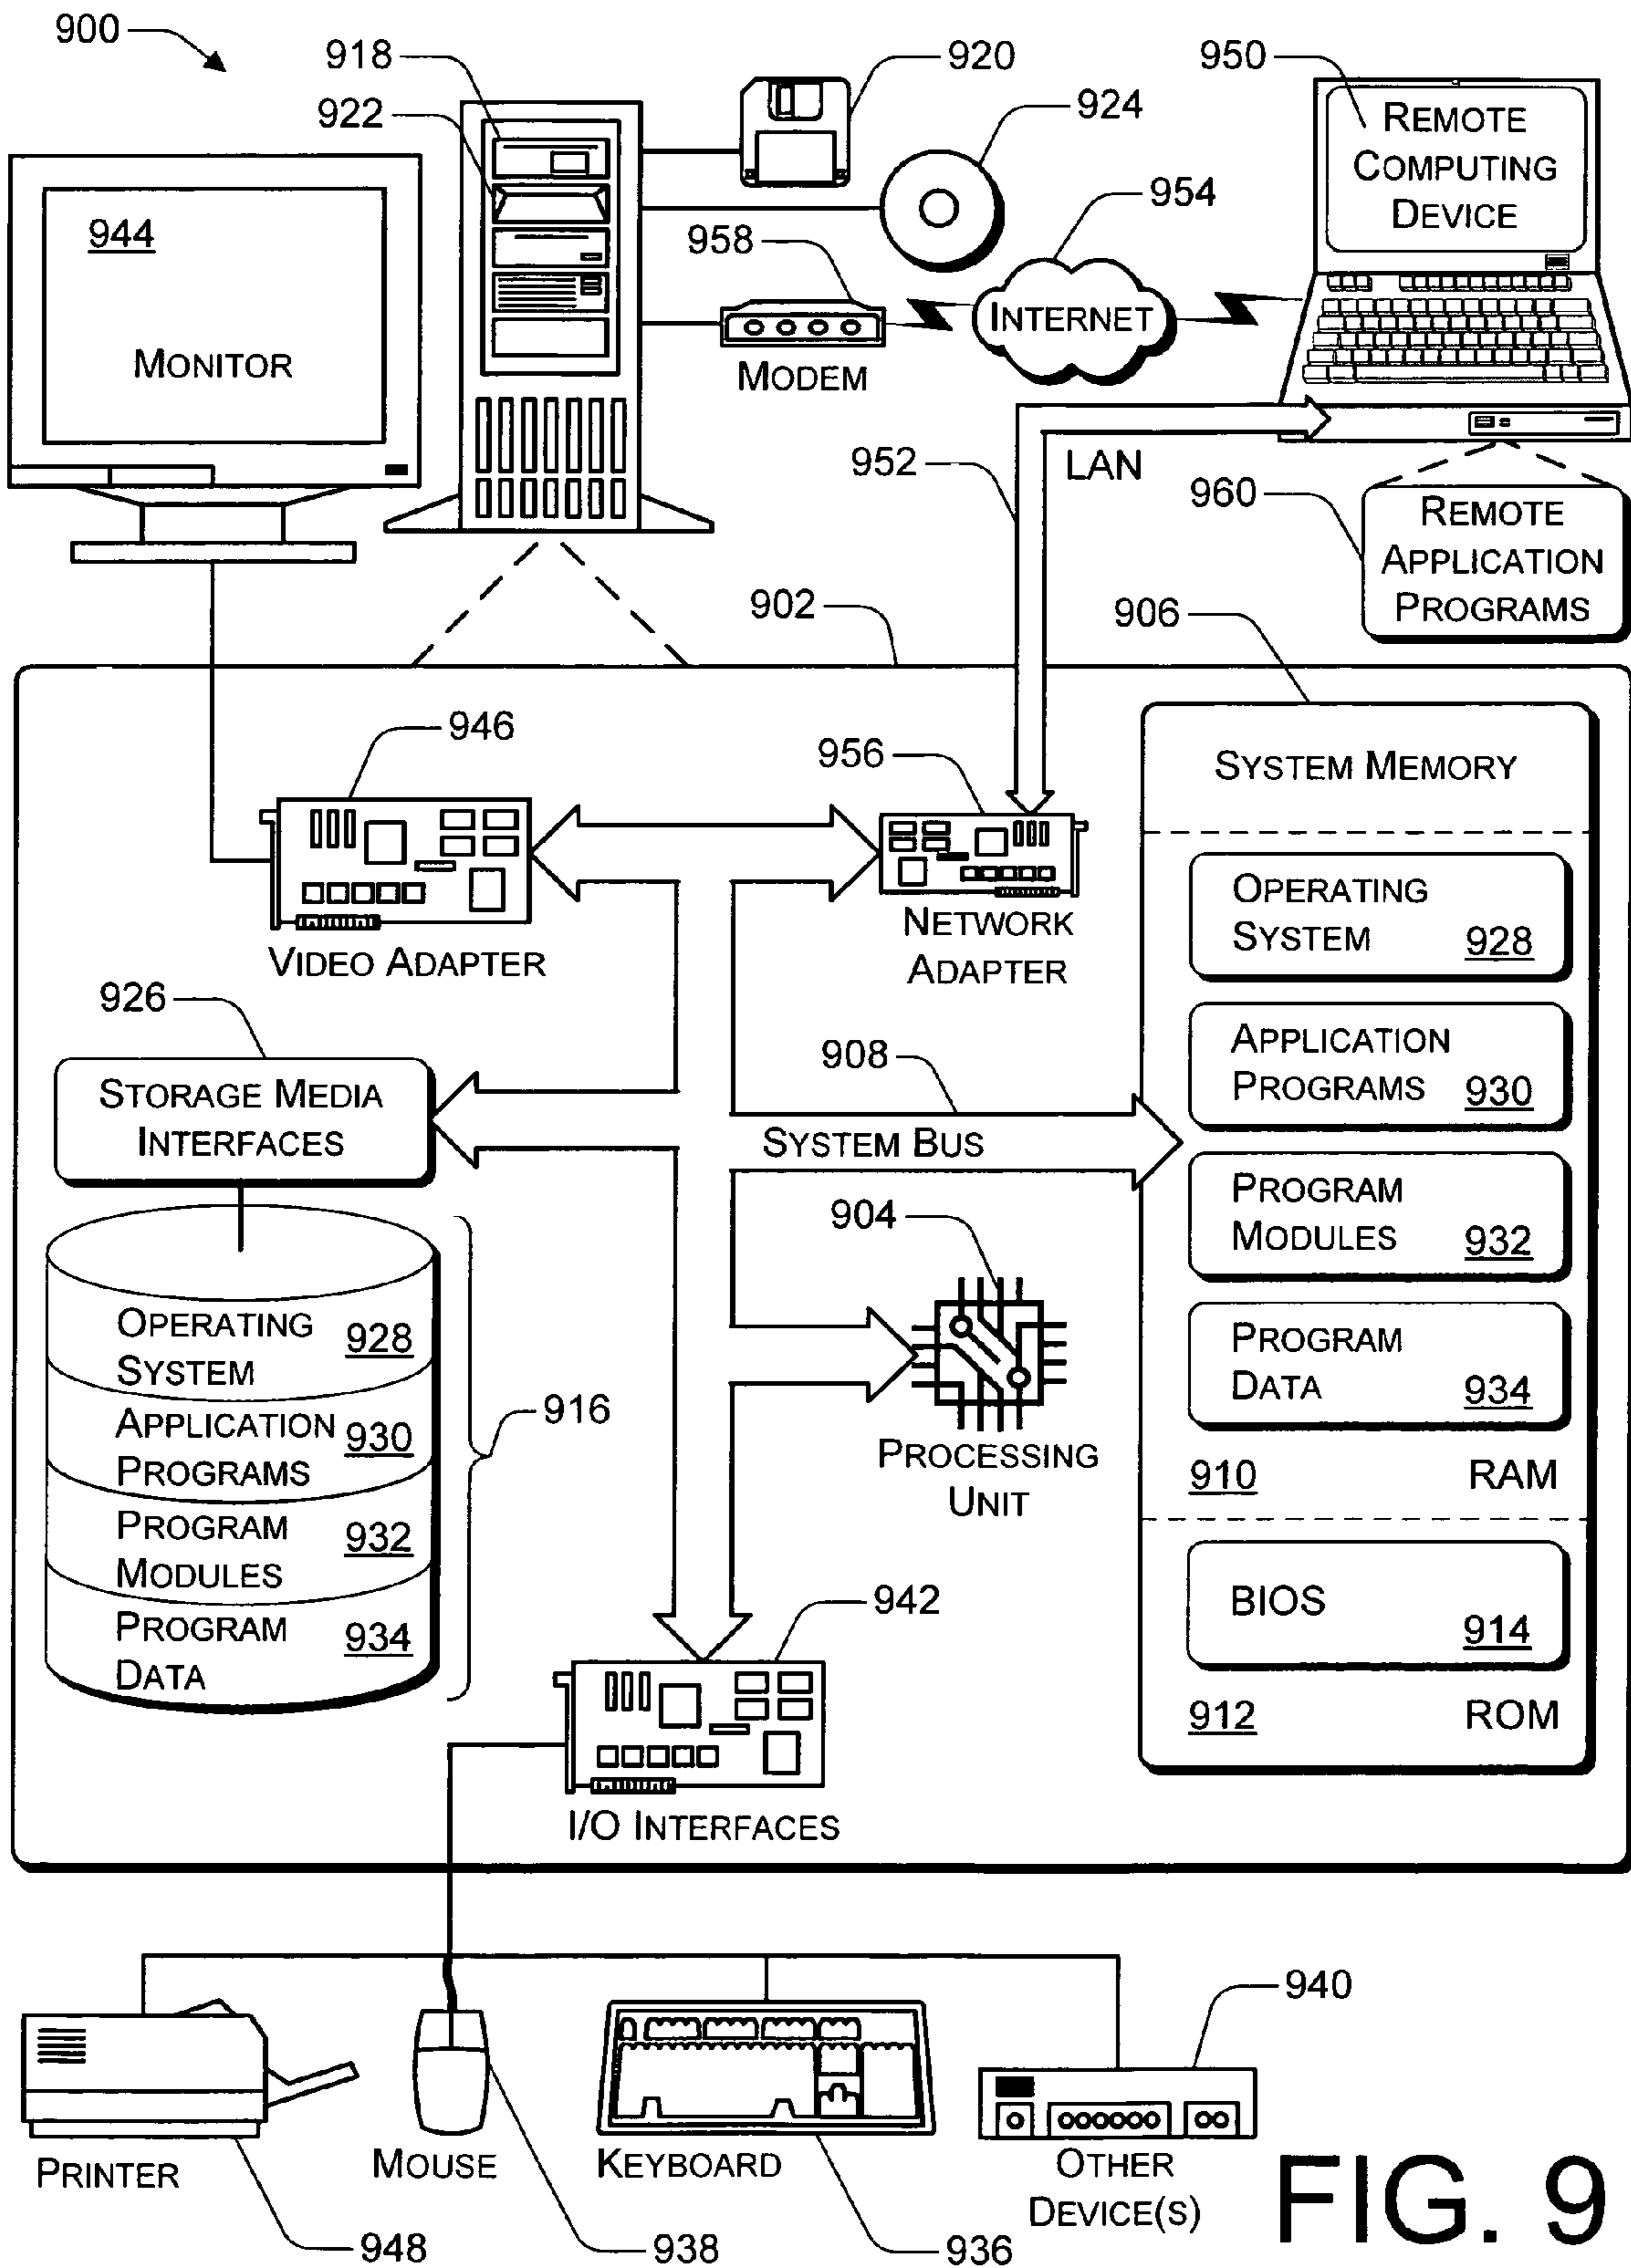 900
918
920
950
922
924
REMOTE
COMPUTING
DEVICE
954
944
958
INTERNET
MONITOR
MODEM
952
LAN
960
REMOTE
APPLICATION
PROGRAMS
902
906
946
956
SYSTEM MEMORY
OPERATING
SYSTEM 928
NETWORK
ADAPTER
VIDEO ADAPTER
926
908
APPLICATION
PROGRAMS 930
STORAGE MEDIA
INTERFACES
SYSTEM BUS
PROGRAM
MODULES 932
904
OPERATING
SYSTEM 928
PROGRAM
DATA 934
916
APPLICATION
PROGRAMS 930
PROCESSING
UNIT
910 RAM
PROGRAM
MODULES 932
942
BIOS
914
PROGRAM
DATA 934
912 ROM
I/O INTERFACES
940
PRINTER
MOUSE
KEYBOARD
OTHER
DEVICE(S)
948
938
936
FIG. 9